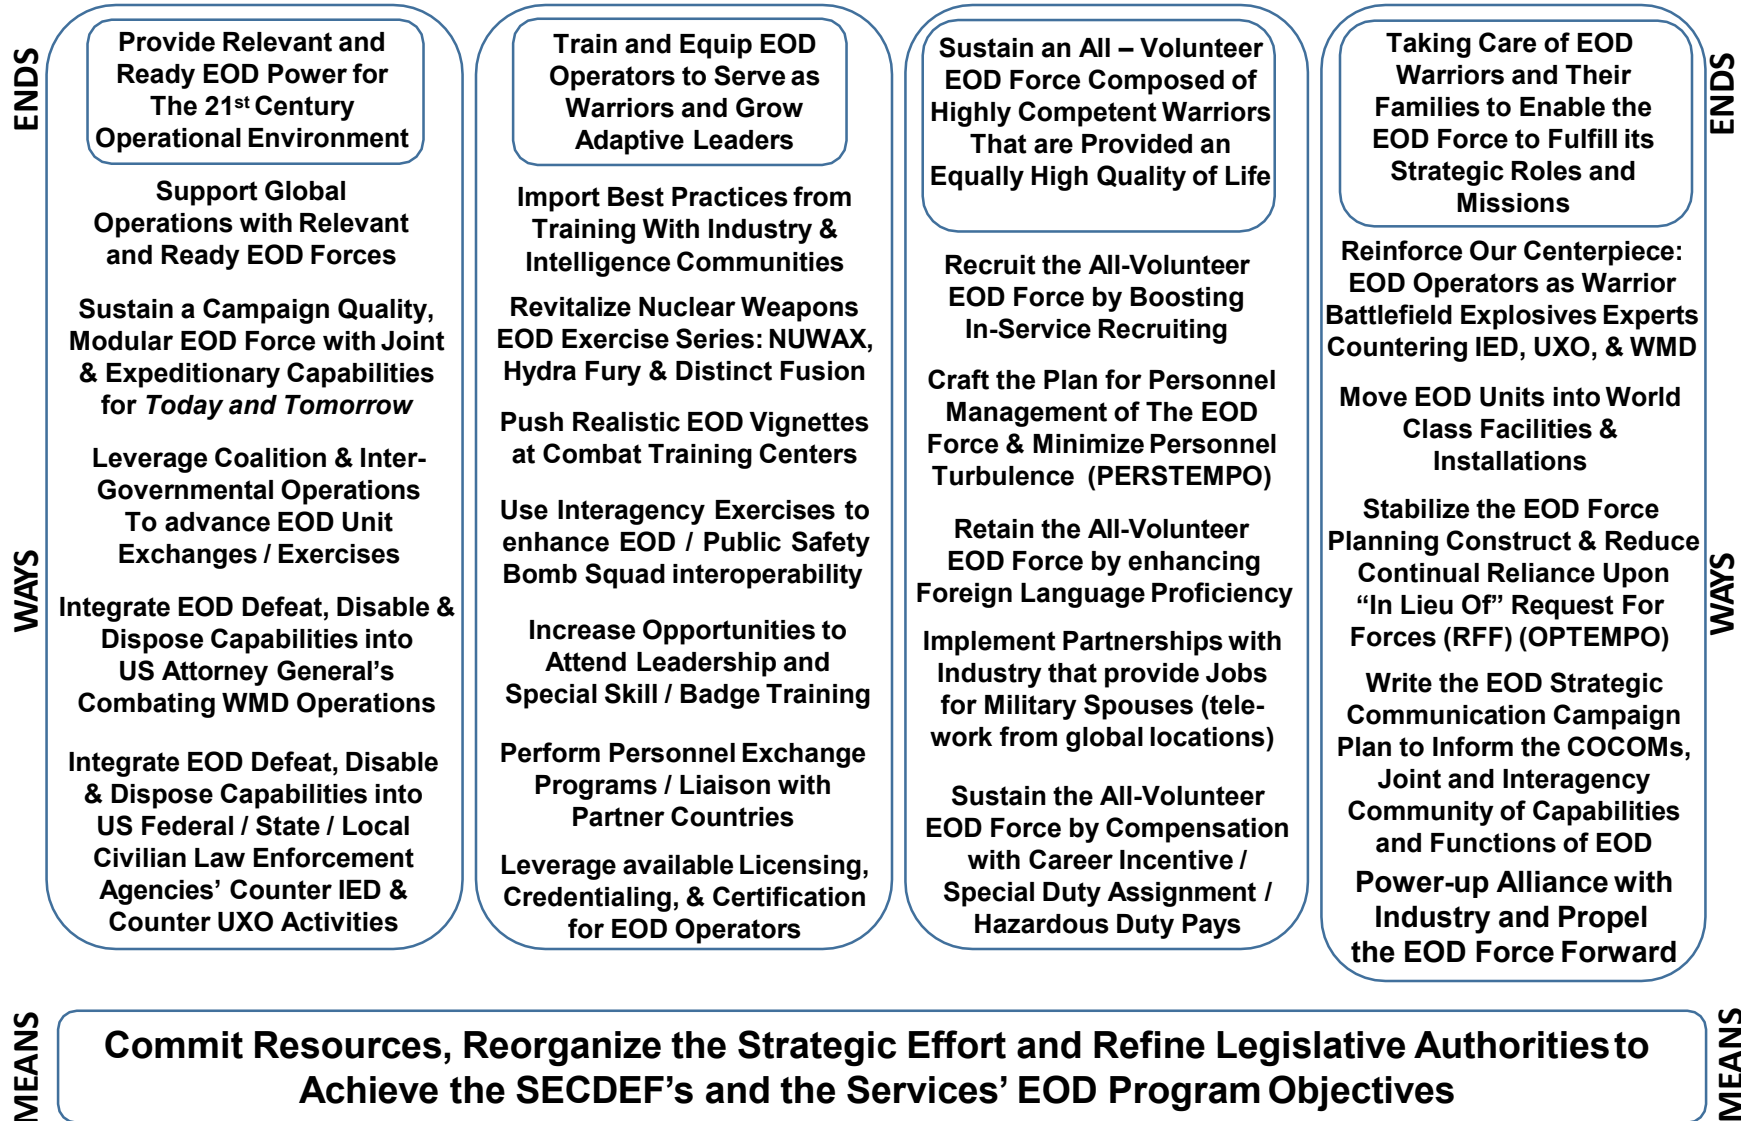 ENDS
Provide Relevant and
Ready EOD Power for
The 21st Century
Operational Environment
WAYS
Support Global
Operations with Relevant
and Ready EOD Forces
Sustain a Campaign Quality,
Modular EOD Force with Joint
& Expeditionary Capabilities
for Today and Tomorrow
Leverage Coalition & Inter-
Governmental Operations
To advance EOD Unit
Exchanges / Exercises
Integrate EOD Defeat, Disable &
Dispose Capabilities into
US Attorney General's
Combating WMD Operations
Integrate EOD Defeat, Disable
& Dispose Capabilities into
US Federal / State / Local
Civilian Law Enforcement
Agencies' Counter IED &
Counter UXO Activities
Train and Equip EOD
Operators to Serve as
Warriors and Grow
Adaptive Leaders
Import Best Practices from
Training With Industry &
Intelligence Communities
Revitalize Nuclear Weapons
EOD Exercise Series: NUWAX,
Hydra Fury & Distinct Fusion
Push Realistic EOD Vignettes
at Combat Training Centers
Use Interagency Exercises to
enhance EOD / Public Safety
Bomb Squad interoperability
Increase Opportunities to
Attend Leadership and
Special Skill / Badge Training
Perform Personnel Exchange
Programs / Liaison with
Partner Countries
Leverage available Licensing,
Credentialing, & Certification
for EOD Operators
Sustain an All – Volunteer
EOD Force Composed of
Highly Competent Warriors
That are Provided an
Equally High Quality of Life
Recruit the All-Volunteer
EOD Force by Boosting
In-Service Recruiting
Craft the Plan for Personnel
Management of The EOD
Force & Minimize Personnel
Turbulence (PERSTEMPO)
Retain the All-Volunteer
EOD Force by enhancing
Foreign Language Proficiency
Implement Partnerships with
Industry that provide Jobs
for Military Spouses (tele-
work from global locations)
Sustain the All-Volunteer
EOD Force by Compensation
with Career Incentive /
Special Duty Assignment /
Hazardous Duty Pays
Taking Care of EOD
Warriors and Their
Families to Enable the
EOD Force to Fulfill its
Strategic Roles and
Missions
Reinforce Our Centerpiece:
EOD Operators as Warrior
Battlefield Explosives Experts
Countering IED, UXO, & WMD
Move EOD Units into World
Class Facilities &
Installations
Stabilize the EOD Force
Planning Construct & Reduce
Continual Reliance Upon
“In Lieu Of” Request For
Forces (RFF) (OPTEMPO)
Write the EOD Strategic
Communication Campaign
Plan to Inform the COCOMs,
Joint and Interagency
Community of Capabilities
and Functions of EOD
Power-up Alliance with
Industry and Propel
the EOD Force Forward
ENDS
WAYS
MEANS
Commit Resources, Reorganize the Strategic Effort and Refine Legislative Authorities to
Achieve the SECDEF's and the Services' EOD Program Objectives
MEANS